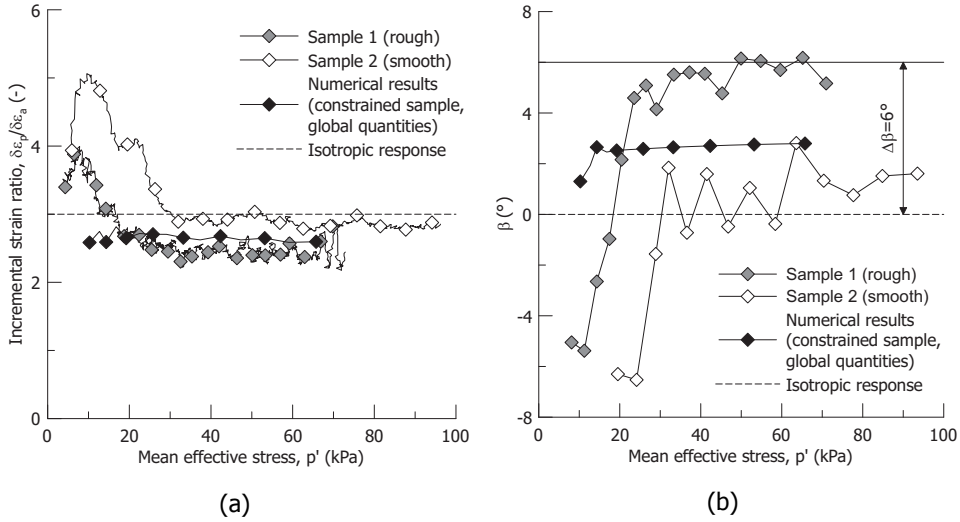 6
4
2
0
Incremental strain ratio, δεp/δεa (-)
Sample 1 (rough)
Sample 2 (smooth)
Numerical results
(constrained sample,
global quantities)
Isotropic response
0
20
40
60
80
100
Mean effective stress, p' (kPa)
(a)
8
4
0
-4
-8
β (°)
Δβ=6°
Sample 1 (rough)
Sample 2 (smooth)
Numerical results
(constrained sample,
global quantities)
Isotropic response
0
20
40
60
80
100
Mean effective stress, p' (kPa)
(b)